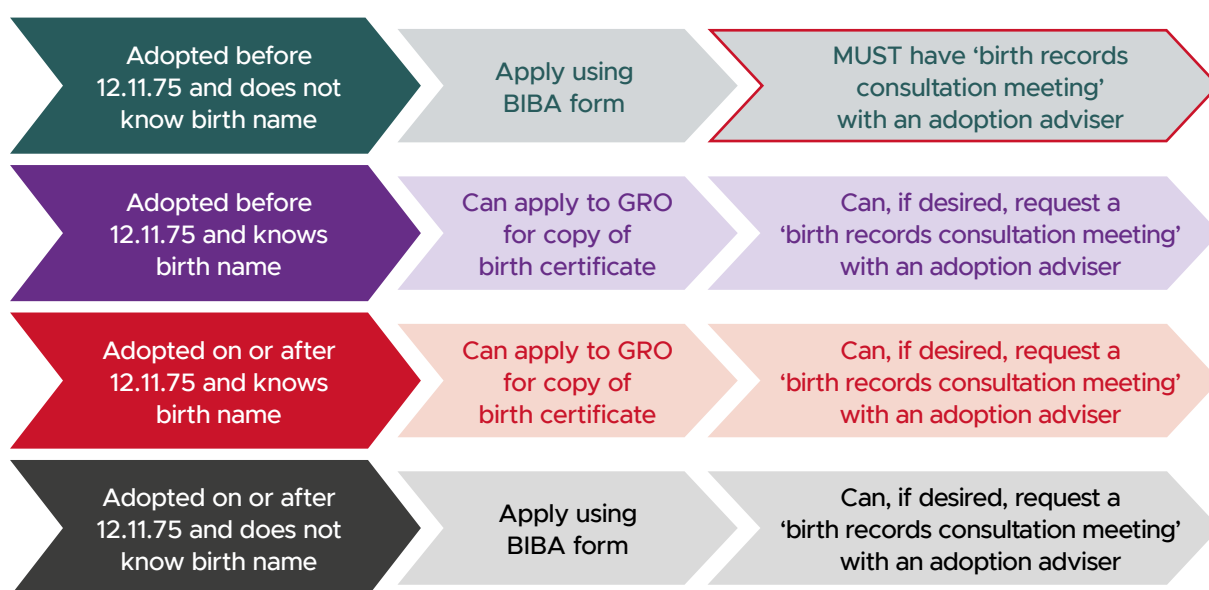 Adopted before
12.11.75 and does not
know birth name
Apply using
BIBA form
MUST have ‘birth records
consultation meeting’
with an adoption adviser
Adopted before
12.11.75 and knows
birth name
Can apply to GRO
for copy of
birth certificate
Can, if desired, request a
‘birth records consultation meeting’
with an adoption adviser
Adopted on or after
12.11.75 and knows
birth name
Can apply to GRO
for copy of
birth certificate
Can, if desired, request a
‘birth records consultation meeting’
with an adoption adviser
Adopted on or after
12.11.75 and does not
know birth name
Apply using
BIBA form
Can, if desired, request a
‘birth records consultation meeting’
with an adoption adviser